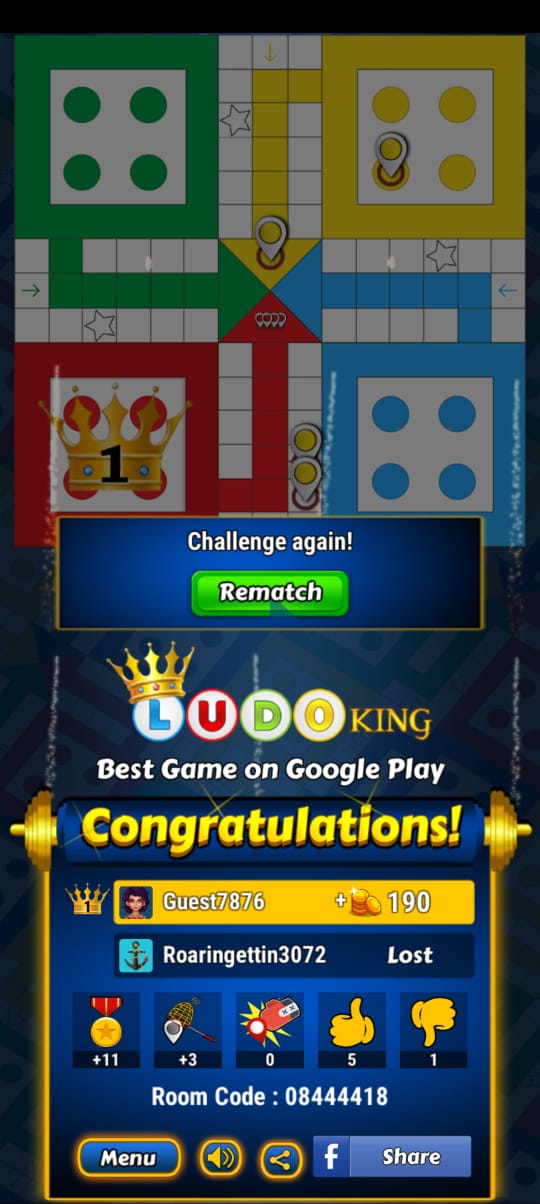 1
Challenge again!
Rematch
LUDO KING
Best Game on Google Play
Congratulations!
1 Guest7876 + 190
Roaringettin3072 Lost
+11 +3 0 5 1
Room Code : 08444418
Menu f Share